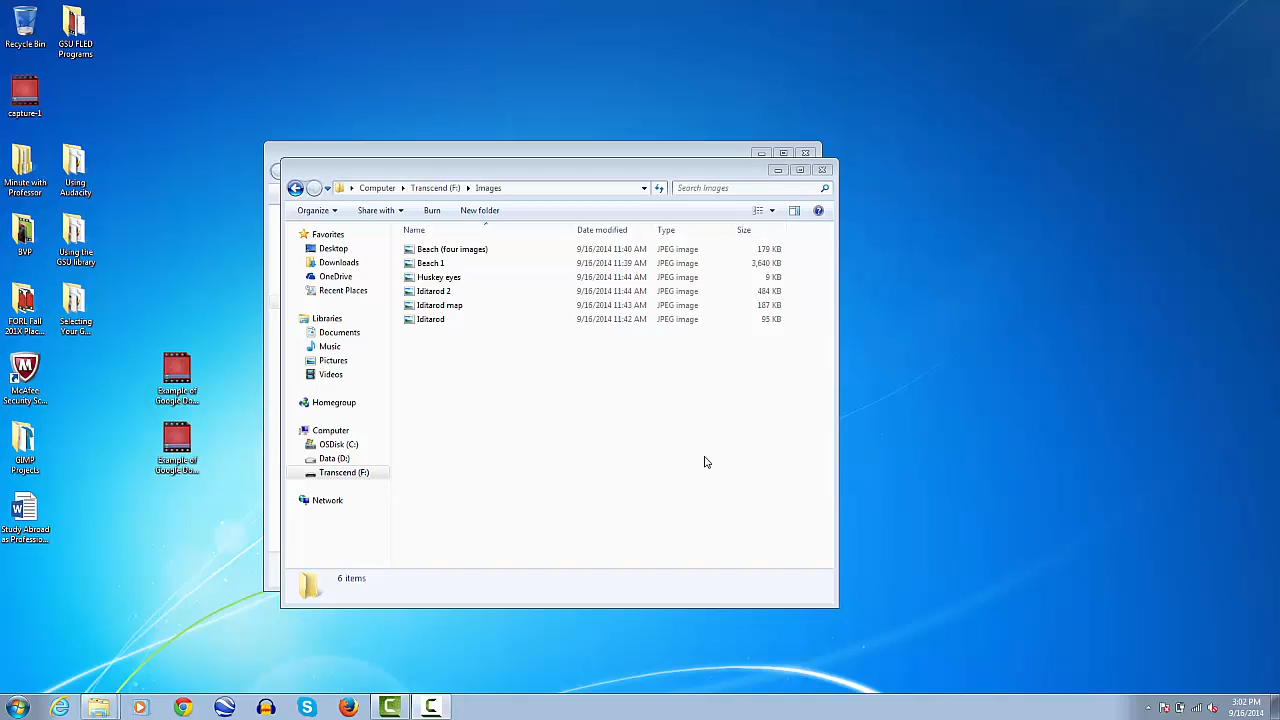 Recycle Bin
GSU FLED
Programs
capture-1
Minute with
Professor
Using
Audacity
BVP
Using the
GSU library
FORL Fall
201X Plac...
Selecting
Your G...
McAfee
Security Sc...
Example of
Google Do...
GIMP
Projects
Example of
Google Do...
Study Abroad
as Professio...
Computer Transcend (F:) Images
Search Images
Organize Share with Burn New folder
Name Date modified Type Size
Favorites
Desktop
Downloads
OneDrive
Recent Places
Libraries
Documents
Music
Pictures
Videos
Homegroup
Computer
OSDisk (C:)
Data (D:)
Transcend (F:)
Network
Beach (four images) 9/16/2014 11:40 AM JPEG image 179 KB
Beach 1 9/16/2014 11:39 AM JPEG image 3,640 KB
Huskey eyes 9/16/2014 11:44 AM JPEG image 9 KB
Iditarod 2 9/16/2014 11:44 AM JPEG image 484 KB
Iditarod map 9/16/2014 11:43 AM JPEG image 187 KB
Iditarod 9/16/2014 11:42 AM JPEG image 95 KB
6 items
3:02 PM
9/16/2014